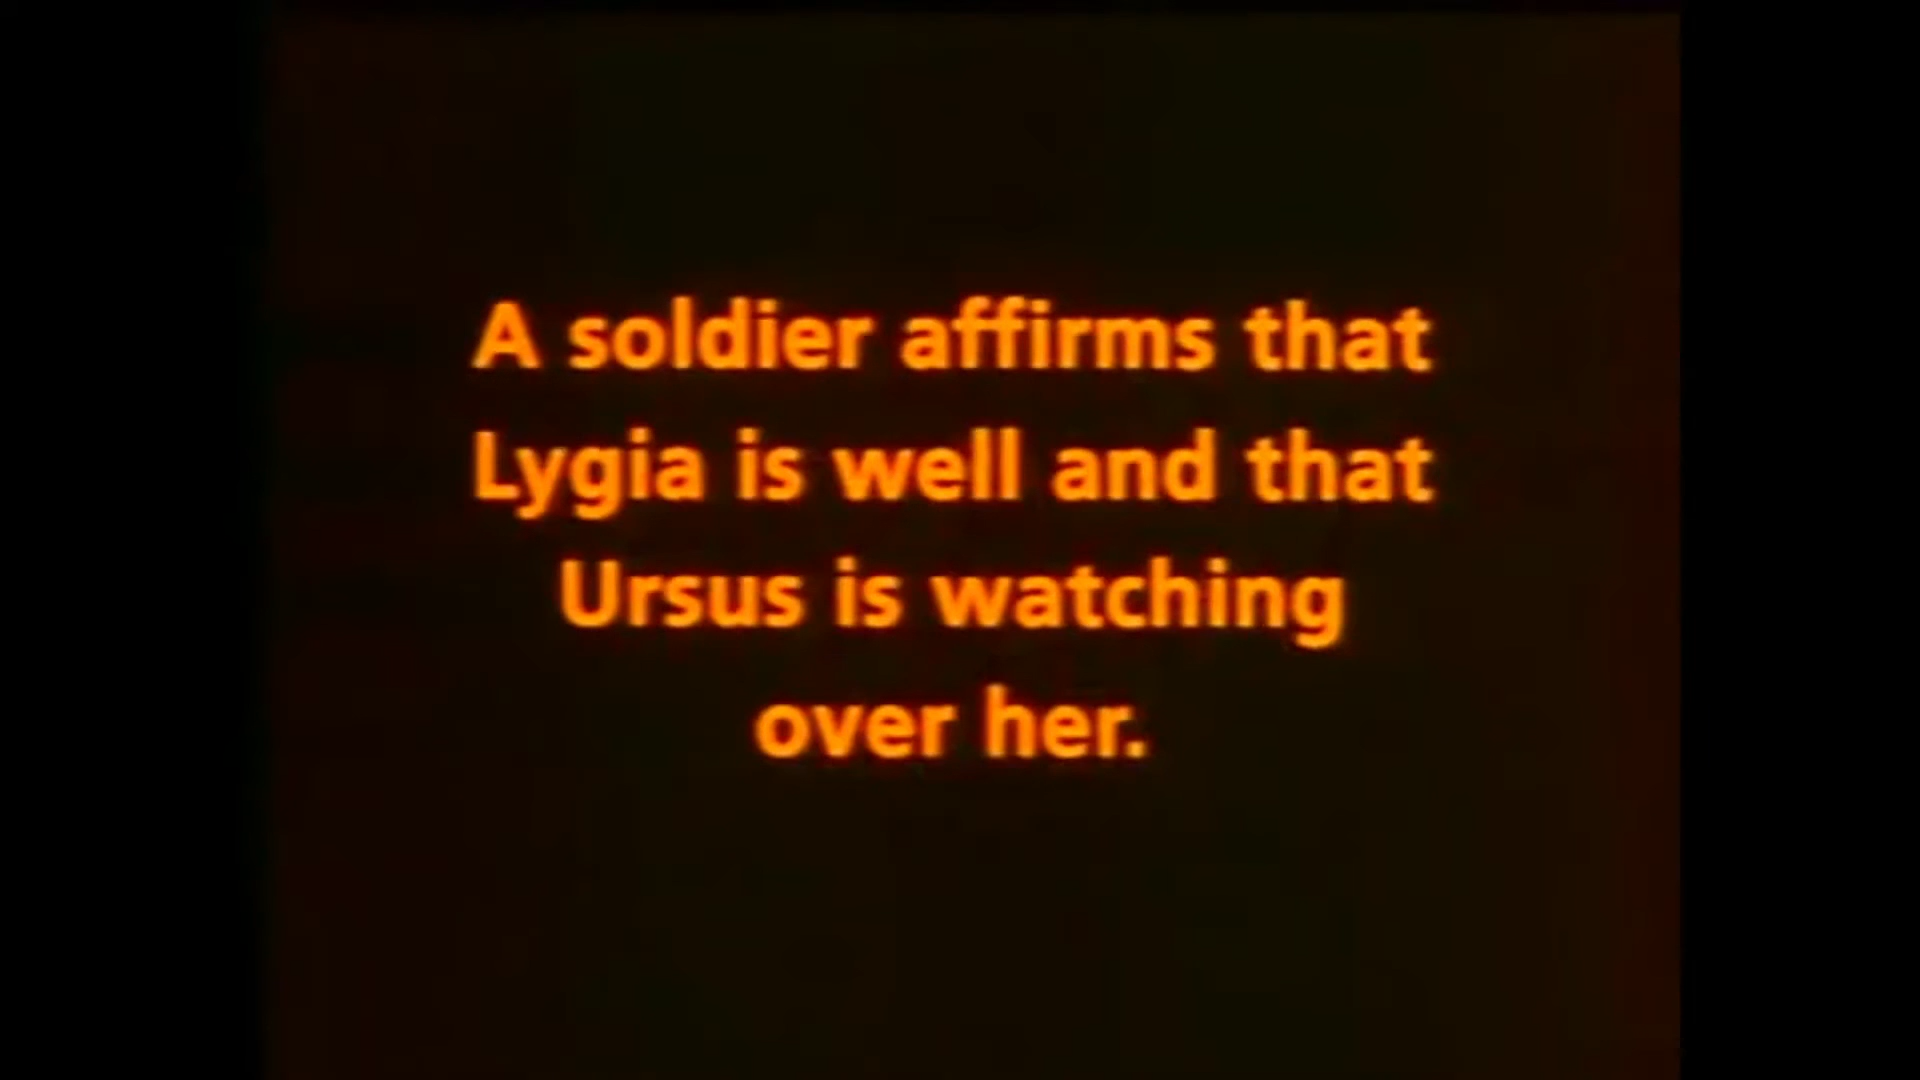 A soldier affirms that
Lygia is well and that
Ursus is watching
over her.